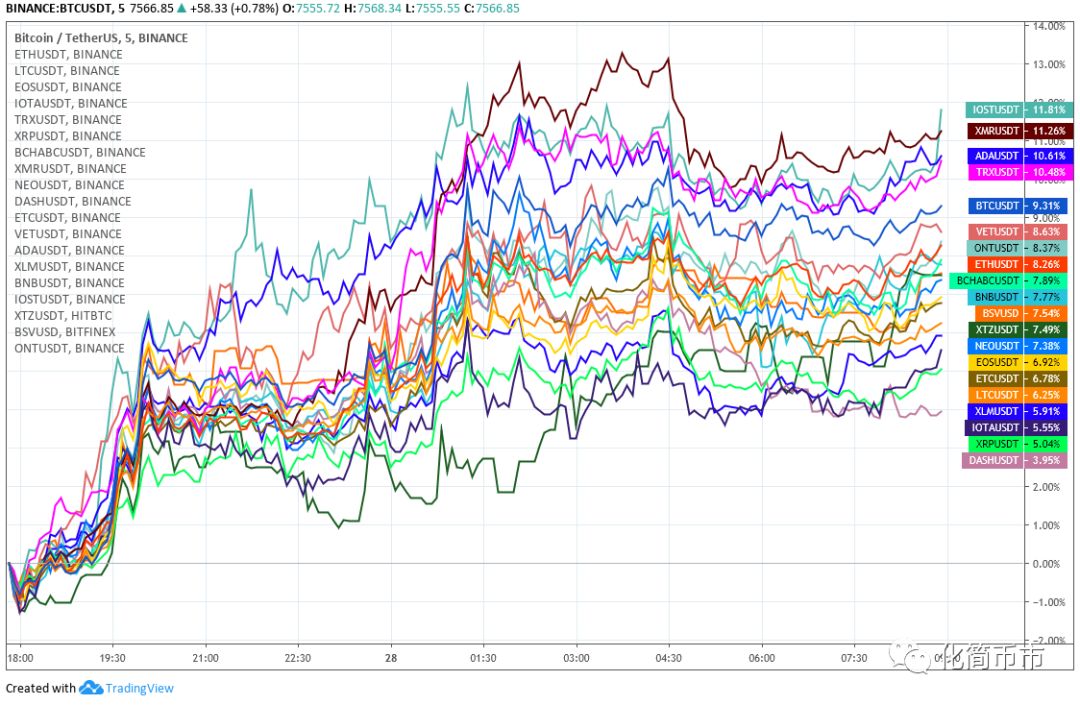 BINANCE:BTCUSDT, 5 7566.85 ▲ +58.33 (+0.78%) O:7555.72 H:7568.34 L:7555.55 C:7566.85
Bitcoin / TetherUS, 5, BINANCE
ETHUSDT, BINANCE
LTCUSDT, BINANCE
EOSUSDT, BINANCE
IOTAUSDT, BINANCE
TRXUSDT, BINANCE
XRPUSDT, BINANCE
BCHABCUSDT, BINANCE
XMRUSDT, BINANCE
NEOUSDT, BINANCE
DASHUSDT, BINANCE
ETCUSDT, BINANCE
VETUSDT, BINANCE
ADAUSDT, BINANCE
XLMUSDT, BINANCE
BNBUSDT, BINANCE
IOSTUSDT, BINANCE
XTZUSDT, HITBTC
BSVUSD, BITFINEX
ONTUSDT, BINANCE
14.00%
13.00%
IOSTUSDT 11.81%
11.00%
XMRUSDT 11.26%
ADAUSDT 10.61%
TRXUSDT 10.48%
10.00%
BTCUSDT 9.31%
9.00%
VETUSDT 8.63%
ONTUSDT 8.37%
ETHUSDT 8.26%
BCHABCUSDT 7.89%
BNBUSDT 7.77%
BSVUSD 7.54%
XTZUSDT 7.49%
NEOUSDT 7.38%
EOSUSDT 6.92%
ETCUSDT 6.78%
LTCUSDT 6.25%
XLMUSDT 5.91%
IOTAUSDT 5.55%
XRPUSDT 5.04%
DASHUSDT 3.95%
2.00%
1.00%
0.00%
−1.00%
−2.00%
18:00 19:30 21:00 22:30 28 01:30 03:00 04:30 06:00 07:30
化简币市
Created with TradingView